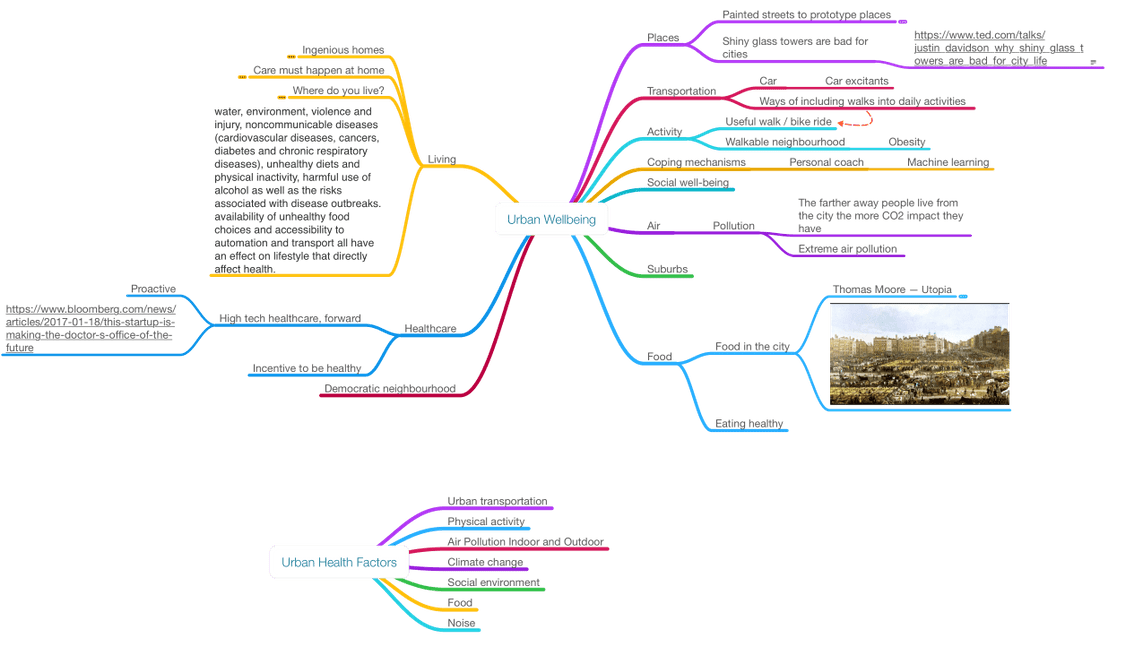 Painted streets to prototype places
Places
Shiny glass towers are bad for
cities
https://www.ted.com/talks/
justin_davidson_why_shiny_glass_t
owers_are_bad_for_city_life
Transportation
Car
Car excitants
Ways of including walks into daily activities
Activity
Useful walk / bike ride
Walkable neighbourhood
Obesity
Coping mechanisms
Personal coach
Machine learning
Social well-being
Air
Pollution
The farther away people live from
the city the more CO2 impact they
have
Extreme air pollution
Suburbs
Food
Food in the city
Thomas Moore — Utopia
Eating healthy
Urban Wellbeing
Ingenious homes
Care must happen at home
Where do you live?
water, environment, violence and
injury, noncommunicable diseases
(cardiovascular diseases, cancers,
diabetes and chronic respiratory
diseases), unhealthy diets and
physical inactivity, harmful use of
alcohol as well as the risks
associated with disease outbreaks.
availability of unhealthy food
choices and accessibility to
automation and transport all have
an effect on lifestyle that directly
affect health.
Living
Proactive
https://www.bloomberg.com/news/
articles/2017-01-18/this-startup-is-
making-the-doctor-s-office-of-the-
future
High tech healthcare, forward
Healthcare
Incentive to be healthy
Democratic neighbourhood
Urban Health Factors
Urban transportation
Physical activity
Air Pollution Indoor and Outdoor
Climate change
Social environment
Food
Noise